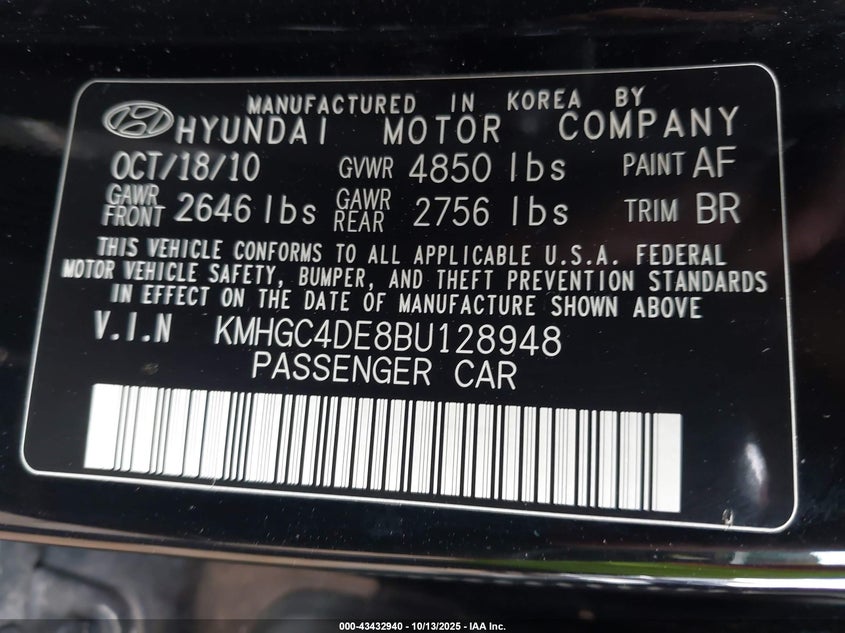 MANUFACTURED IN KOREA BY
HYUNDAI MOTOR COMPANY
OCT/18/10 GVWR 4850 lbs PAINT AF
GAWR FRONT 2646 lbs GAWR REAR 2756 lbs TRIM BR
THIS VEHICLE CONFORMS TO ALL APPLICABLE U.S.A. FEDERAL
MOTOR VEHICLE SAFETY, BUMPER, AND THEFT PREVENTION STANDARDS
IN EFFECT ON THE DATE OF MANUFACTURE SHOWN ABOVE
V.I.N KMHGC4DE8BU128948
PASSENGER CAR
000-43432940 - 10/13/2025 - IAA Inc.